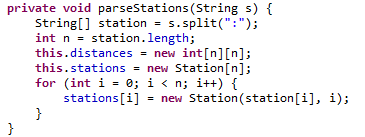 private void parseStations(String s) {
    String[] station = s.split(":");
    int n = station.length;
    this.distances = new int[n][n];
    this.stations = new Station[n];
    for (int i = 0; i < n; i++) {
        stations[i] = new Station(station[i], i);
    }
}